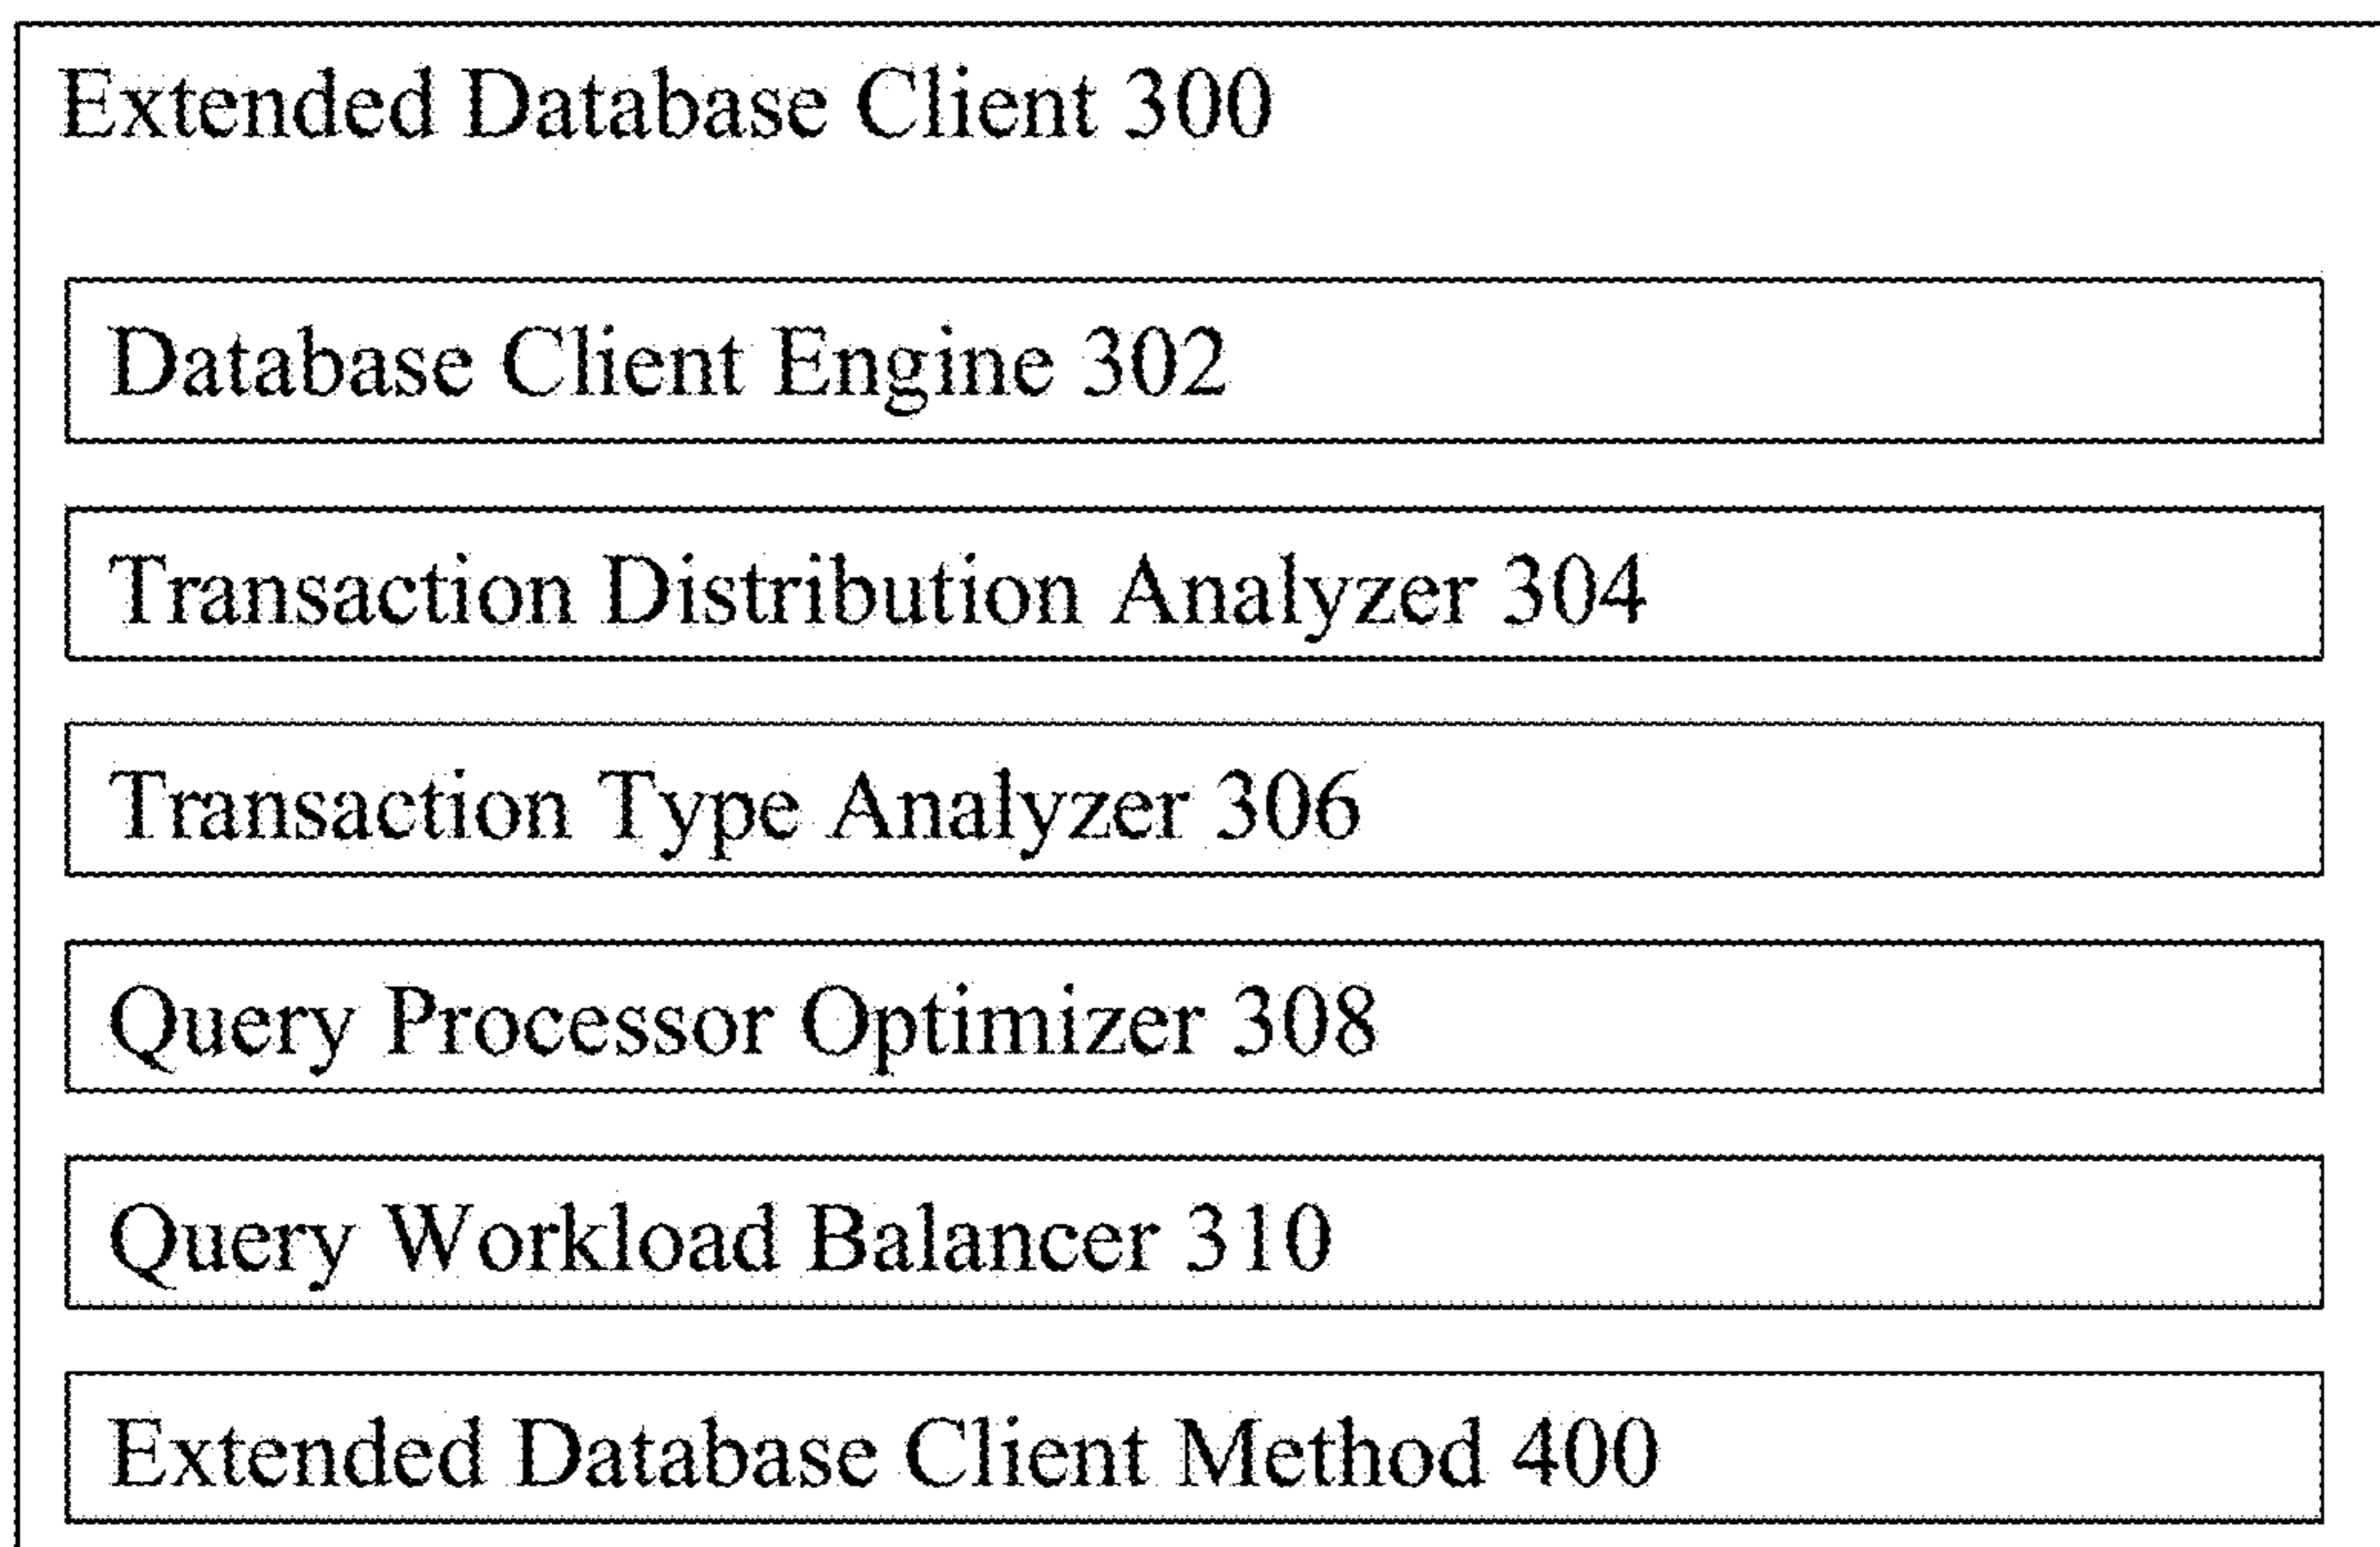 Extended Database Client 300
Database Client Engine 302
Transaction Distribution Analyzer 304
Transaction Type Analyzer 306
Query Processor Optimizer 308
Query Workload Balancer 310
Extended Database Client Method 400